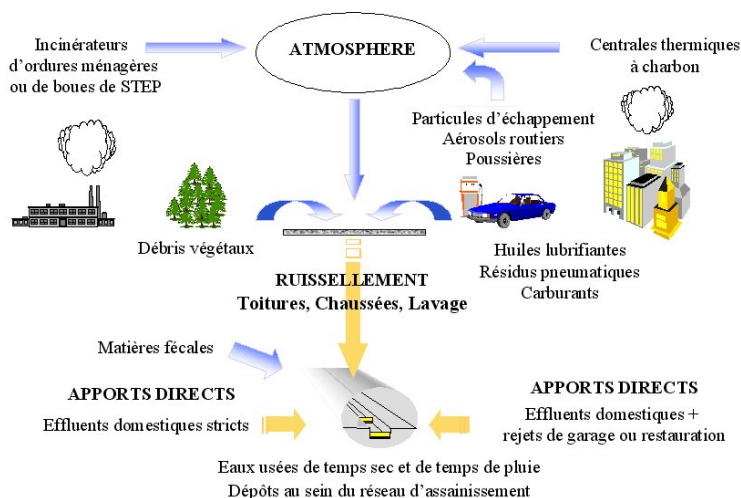 Incinérateurs
d'ordures ménagères
ou de boues de STEP
ATMOSPHERE
Centrales thermiques
à charbon
Particules d'échappement
Aérosols routiers
Poussières
Débris végétaux
Huiles lubrifiantes
Résidus pneumatiques
Carburants
RUISSELLEMENT
Toitures, Chaussées, Lavage
Matières fécales
APPORTS DIRECTS
Effluents domestiques stricts
APPORTS DIRECTS
Effluents domestiques +
rejets de garage ou restauration
Eaux usées de temps sec et de temps de pluie
Dépôts au sein du réseau d'assainissement